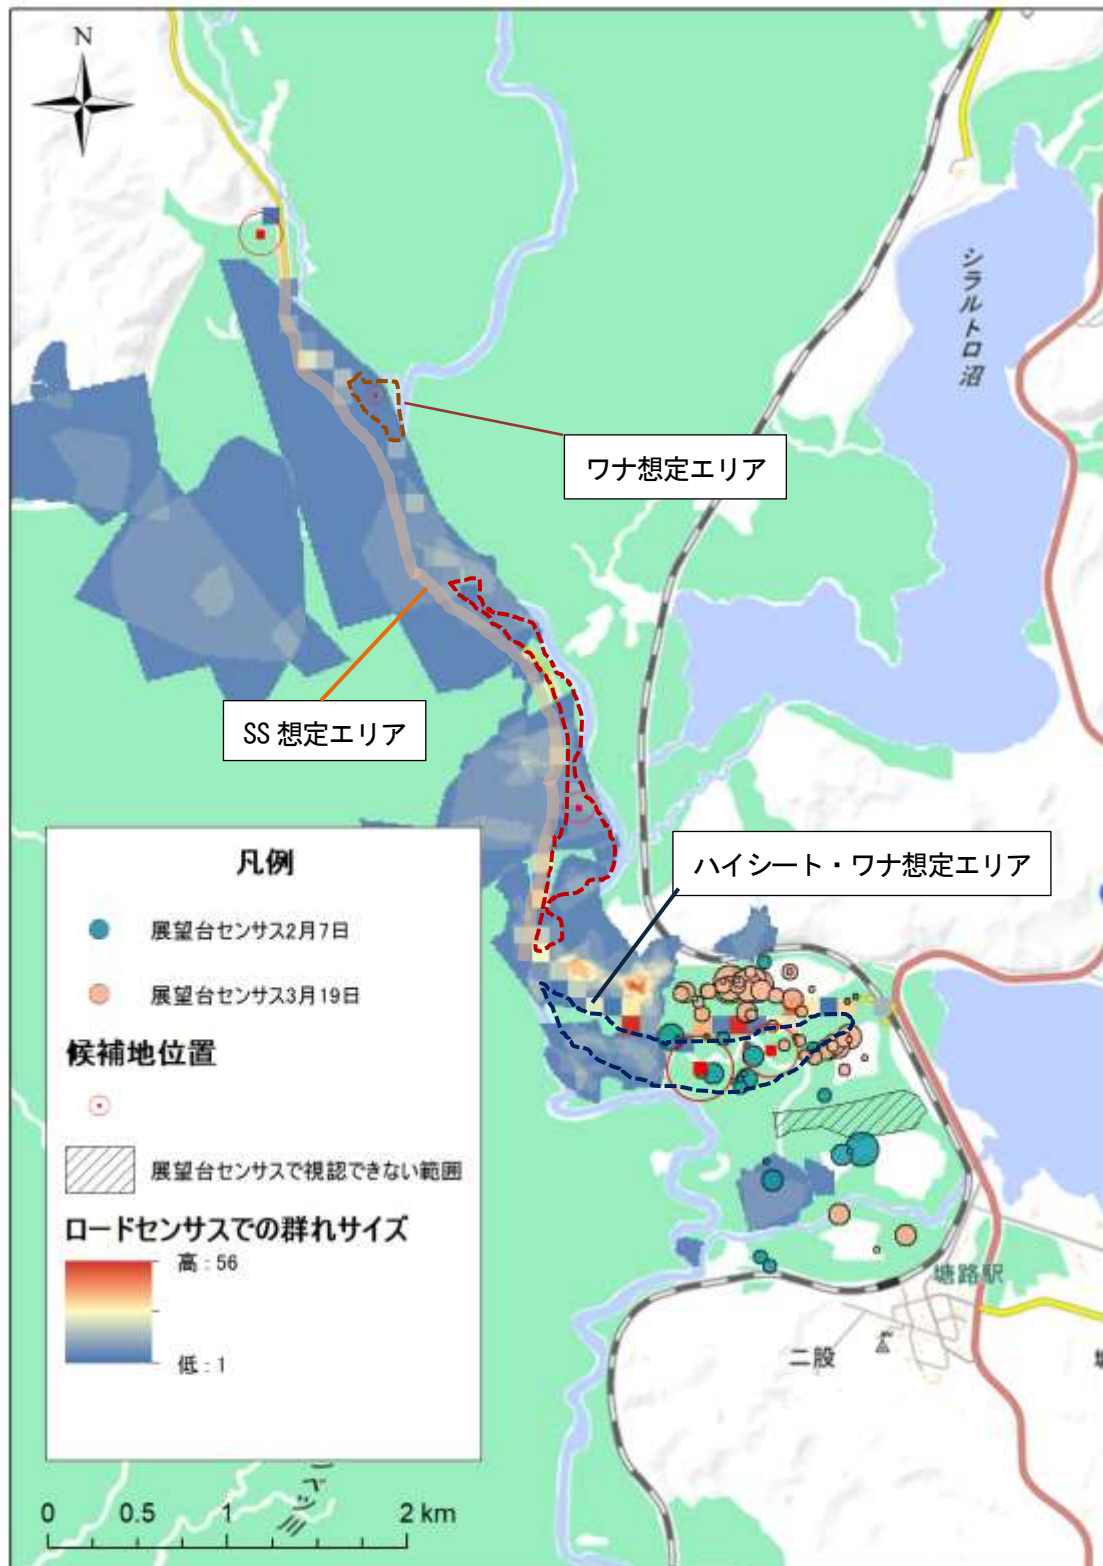 N
シラルトロ沼
ワナ想定エリア
SS 想定エリア
ハイシート・ワナ想定エリア
凡例
展望台センサス2月7日
展望台センサス3月19日
候補地位置
展望台センサスで視認できない範囲
ロードセンサスでの群れサイズ
高 : 56
低 : 1
塘路駅
二股
0 0.5 1 2 km